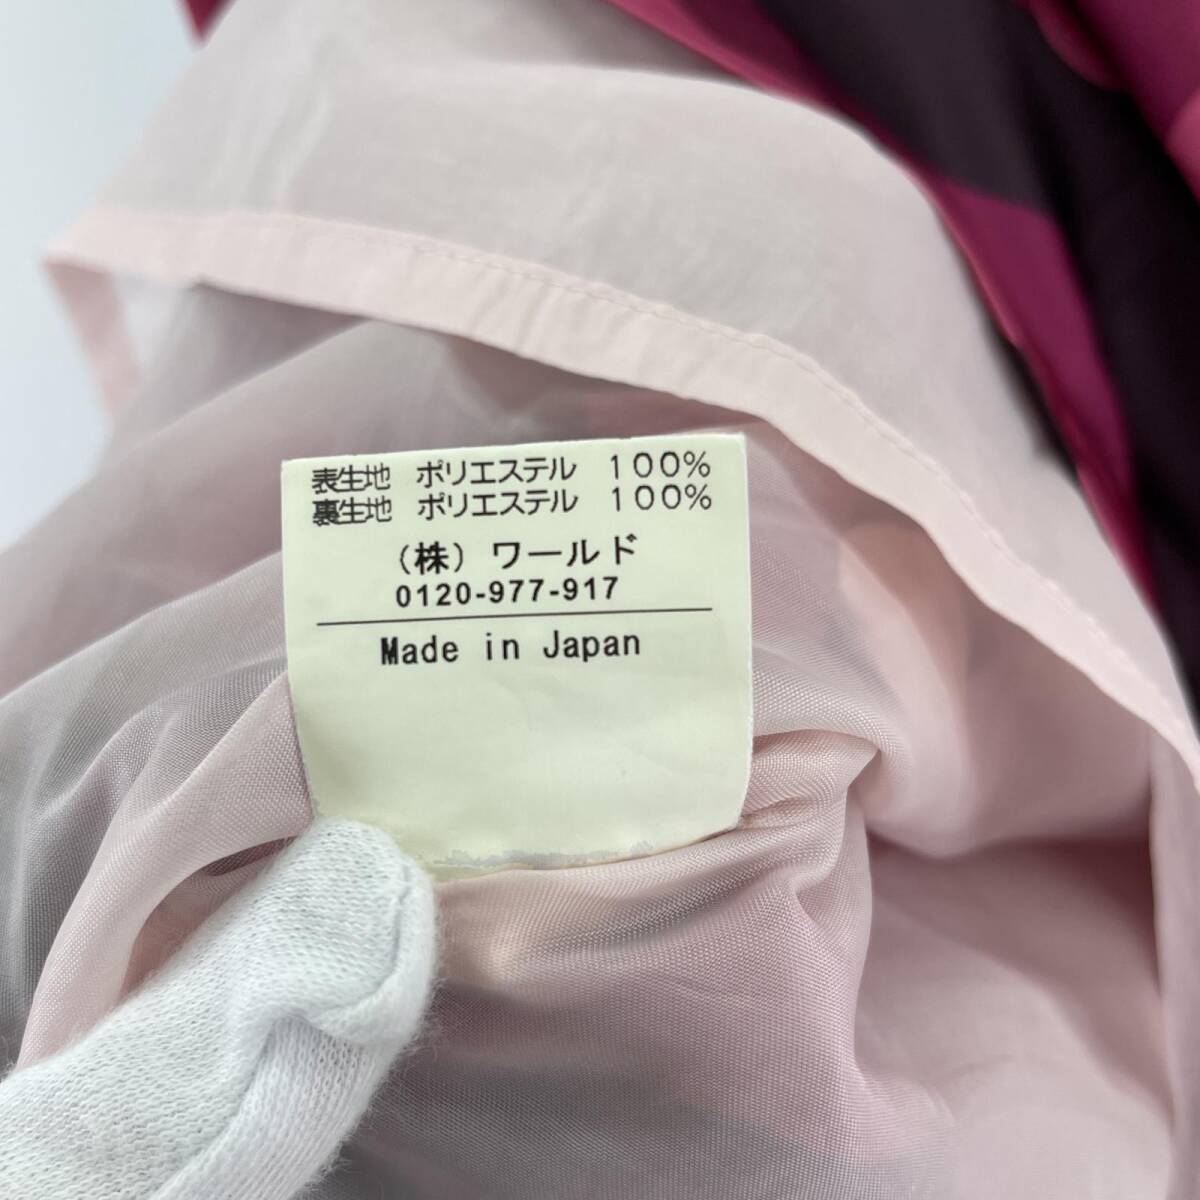 表生地 ポリエステル 100%
裏生地 ポリエステル 100%
(株) ワールド
0120-977-917
Made in Japan